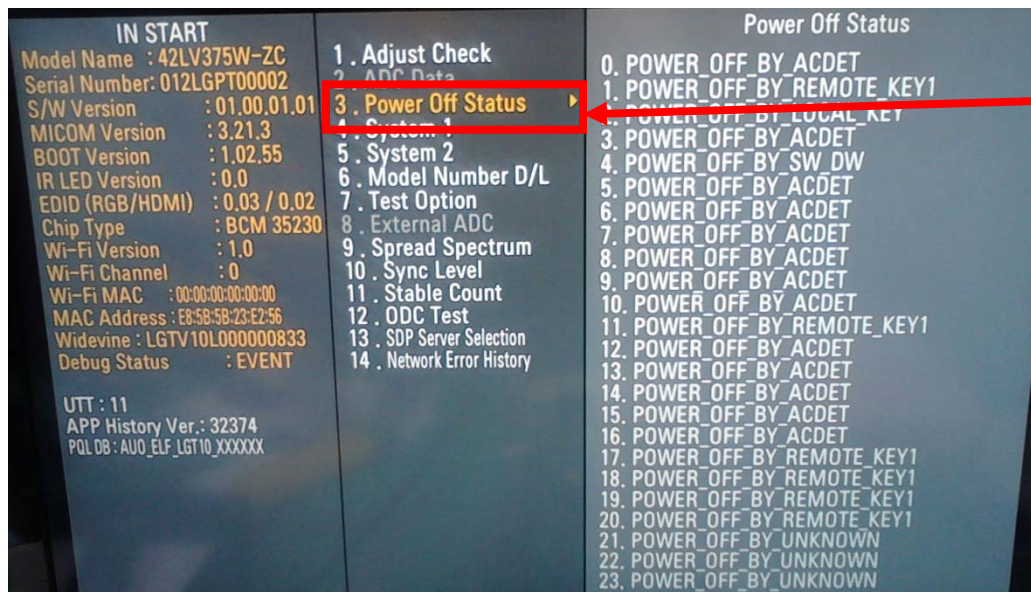 IN START
Model Name : 42LV375W-ZC
Serial Number: 012LGPT00002
S/W Version : 01.00.01.01
MICOM Version : 3.21.3
BOOT Version : 1.02.55
IR LED Version : 0.0
EDID (RGB/HDMI) : 0.03 / 0.02
Chip Type : BCM 35230
Wi-Fi Version : 1.0
Wi-Fi Channel : 0
Wi-Fi MAC : 00:00:00:00:00:00
MAC Address : E8:5B:5B:23:E2:56
Widevine : LGTV10L000000833
Debug Status : EVENT
UTT : 11
APP History Ver.: 32374
PQL DB : AUO_ELF_LGT10_XXXXXX
1 . Adjust Check
2 . ADC Data
3 . Power Off Status
4 . System 1
5 . System 2
6 . Model Number D/L
7 . Test Option
8 . External ADC
9 . Spread Spectrum
10 . Sync Level
11 . Stable Count
12 . ODC Test
13 . SDP Server Selection
14 . Network Error History
Power Off Status
0. POWER_OFF_BY_ACDET
1. POWER_OFF_BY_REMOTE_KEY1
2. POWER_OFF_BY_LOCAL_KEY
3. POWER_OFF_BY_ACDET
4. POWER_OFF_BY_SW_DW
5. POWER_OFF_BY_ACDET
6. POWER_OFF_BY_ACDET
7. POWER_OFF_BY_ACDET
8. POWER_OFF_BY_ACDET
9. POWER_OFF_BY_ACDET
10. POWER_OFF_BY_ACDET
11. POWER_OFF_BY_REMOTE_KEY1
12. POWER_OFF_BY_ACDET
13. POWER_OFF_BY_ACDET
14. POWER_OFF_BY_ACDET
15. POWER_OFF_BY_ACDET
16. POWER_OFF_BY_ACDET
17. POWER_OFF_BY_REMOTE_KEY1
18. POWER_OFF_BY_REMOTE_KEY1
19. POWER_OFF_BY_REMOTE_KEY1
20. POWER_OFF_BY_REMOTE_KEY1
21. POWER_OFF_BY_UNKNOWN
22. POWER_OFF_BY_UNKNOWN
23. POWER_OFF_BY_UNKNOWN